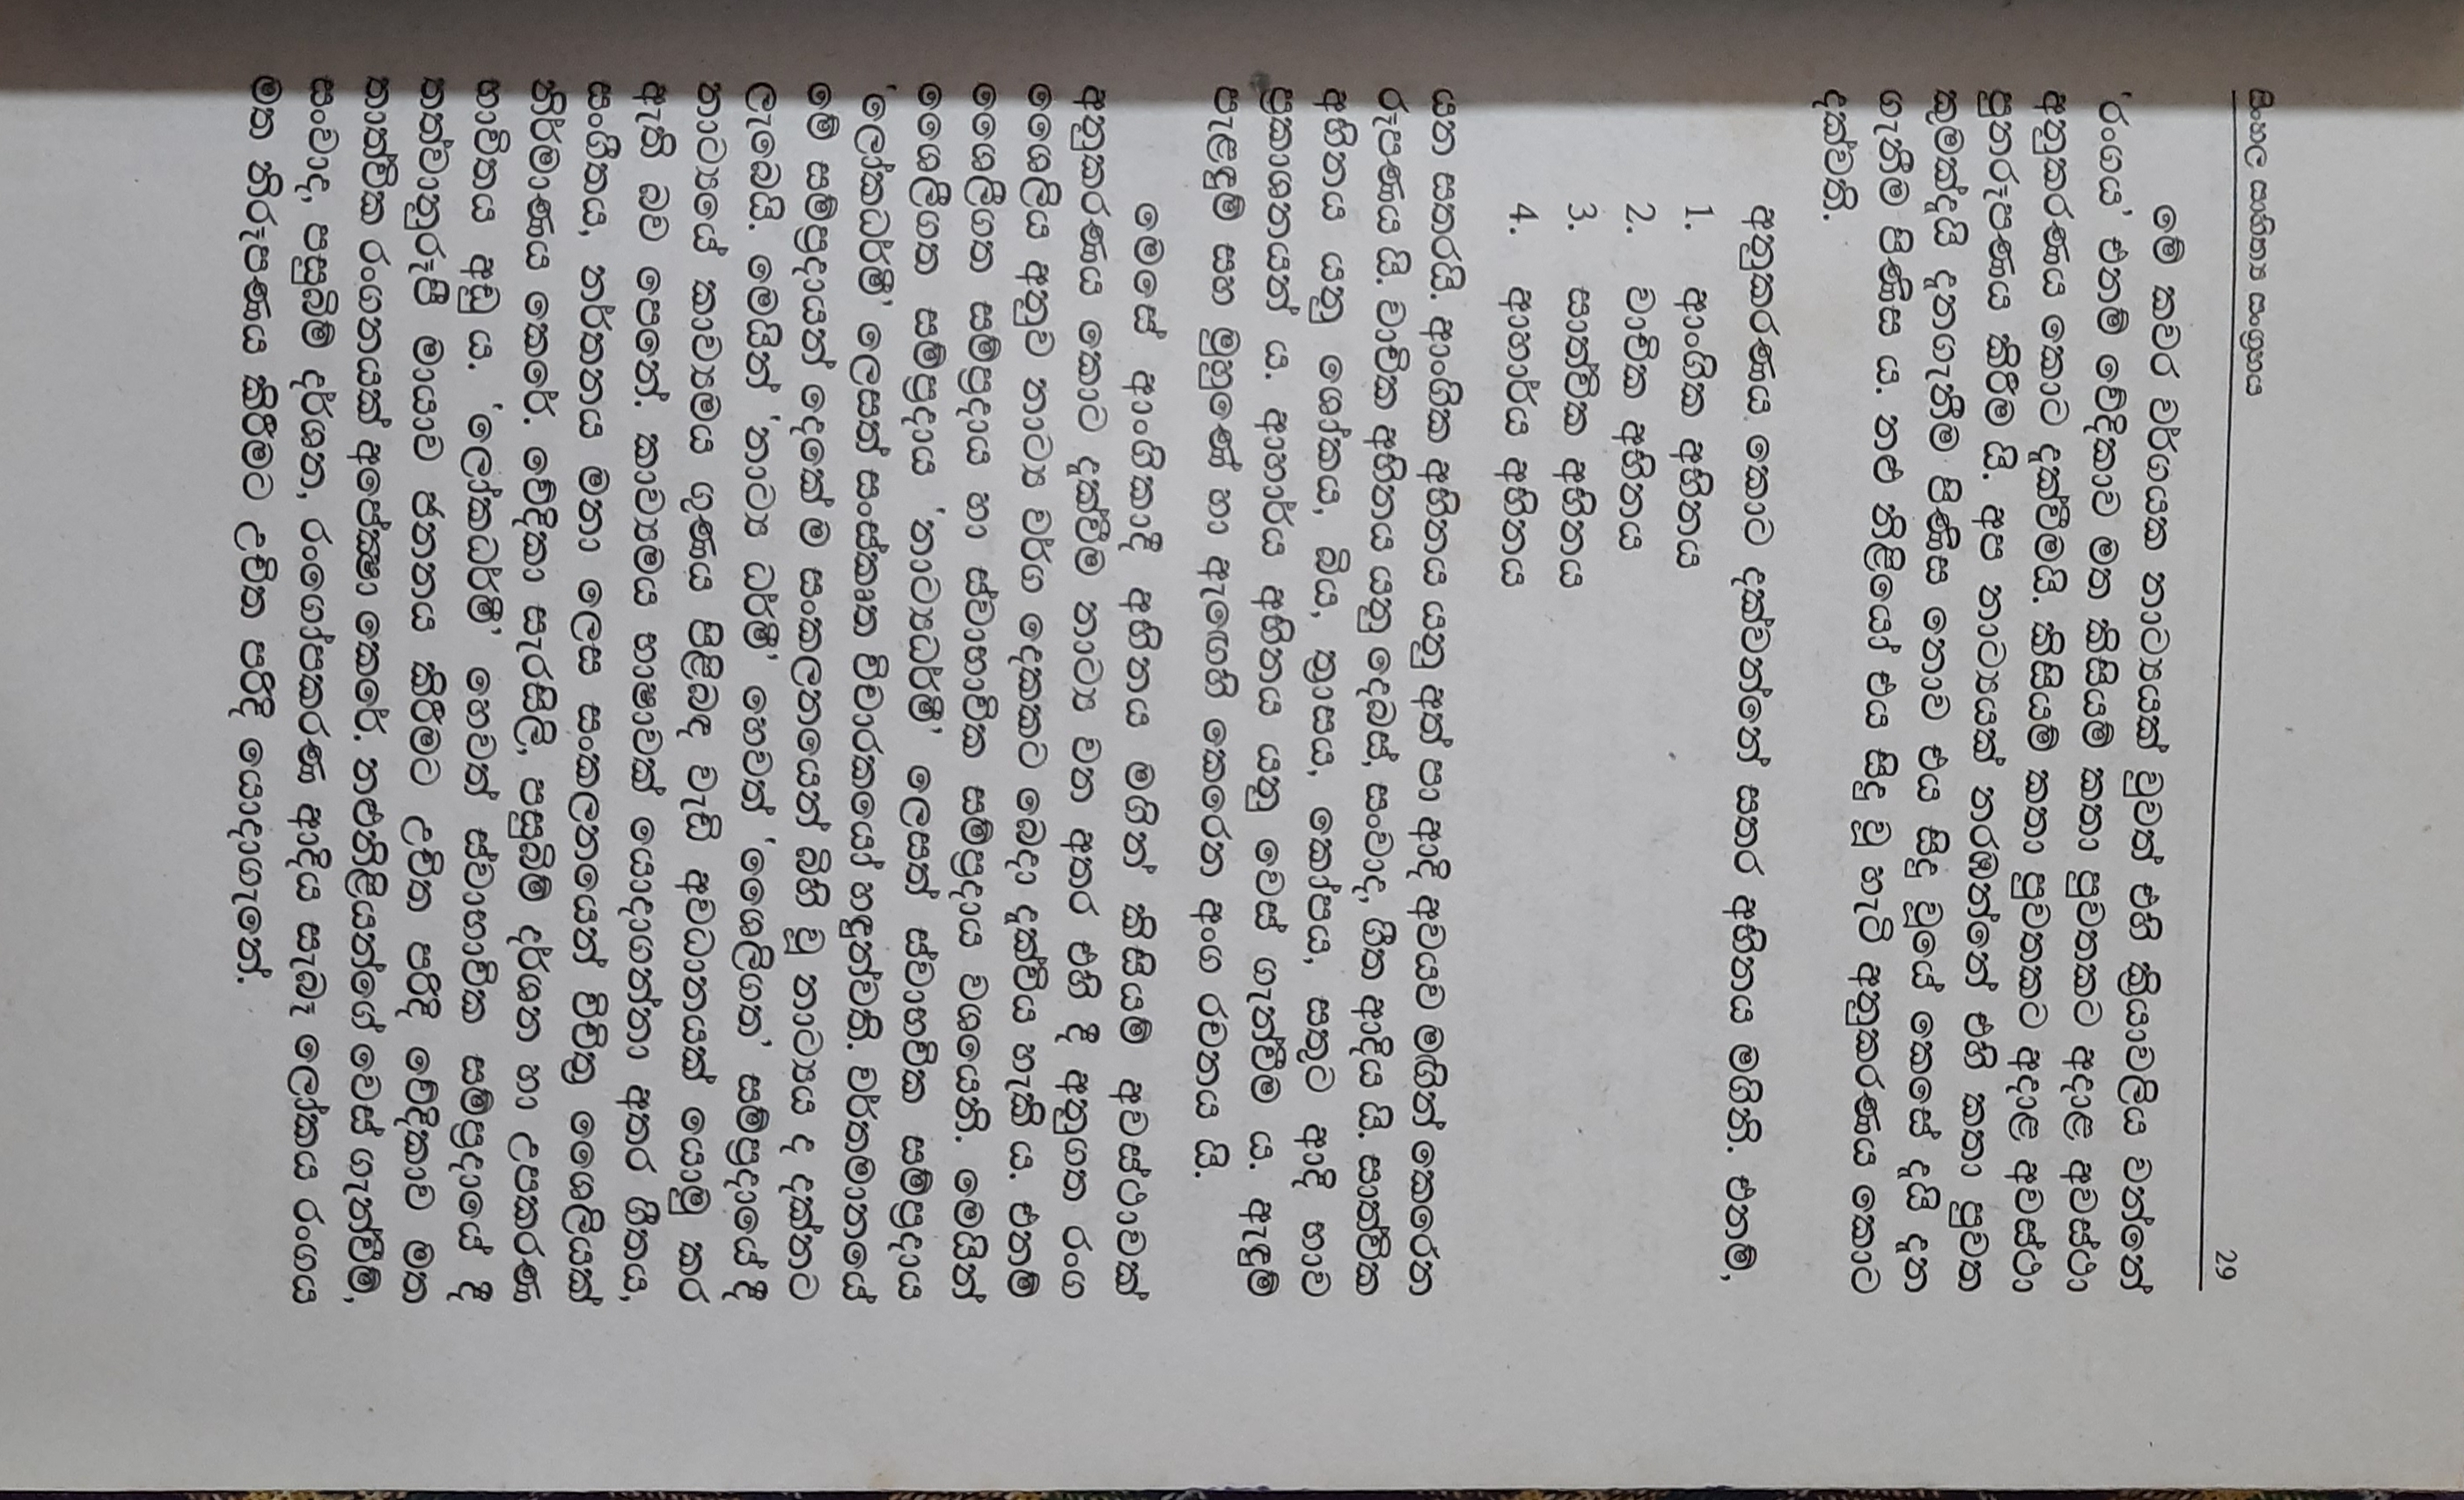 සිංහල සාහිත්‍ය සංග්‍රහය
29
මේ කවර වර්ගයක නාට්‍යයක් වුවත් එහි ක්‍රියාවලිය වන්නේ
‘රංගය’ එනම් වේදිකාව මත කිසියම් කතා පුවතකට අදාළ අවස්ථා
අනුකරණය කොට දැක්වීමයි. කිසියම් කතා පුවතකට අදාළ අවස්ථා
පුනරූපණය කිරීම යි. අප නාට්‍යයක් නරඹන්නේ එහි කතා පුවත
කුමක්දැයි දැනගැනීම පිණිස නොව එය සිදු වූයේ කෙසේ දැයි දැන
ගැනීම පිණිස ය. නළු නිළියෝ එය සිදු වූ හැටි අනුකරණය කොට
දක්වති.
අනුකරණය කොට දක්වන්නේ සතර අභිනය මගිනි. එනම්,
1. ආංගික අභිනය
2. වාචික අභිනය
3. සාත්වික අභිනය
4. ආහාර්ය අභිනය
යන සතරයි. ආංගික අභිනය යනු අත් පා ආදි අවයව මඟින් කෙරෙන
රූපණය යි. වාචික අභිනය යනු දෙබස්, සංවාද, ගීත ආදිය යි. සාත්වික
අභිනය යනු ශෝකය, බිය, ත්‍රාසය, කෝපය, සතුට ආදි භාව
ප්‍රකාශනයන් ය. ආහාර්ය අභිනය යනු වෙස් ගැන්වීම ය. ඇඳුම්
පැළඳුම් සහ මුහුණේ හා ඇඟෙහි කෙරෙන අංග රචනය යි.
මෙසේ ආංගිකාදී අභිනය මගින් කිසියම් අවස්ථාවක්
අනුකරණය කොට දැක්වීම නාට්‍ය වන අතර එහි දී අනුගත රංග
ශෛලිය අනුව නාට්‍ය වර්ග දෙකකට බෙදා දැක්විය හැකි ය. එනම්
ශෛලීගත සම්ප්‍රදාය හා ස්වාභාවික සම්ප්‍රදාය වශයෙනි. මෙයින්
ශෛලීගත සම්ප්‍රදාය ‘නාට්‍යධර්මී’ ලෙසත් ස්වාභවික සම්ප්‍රදාය
‘ලෝකධර්මී’ ලෙසත් සංස්කෘත විචාරකයෝ හඳුන්වති. වර්තමානයේ
මේ සම්ප්‍රදායන් දෙකේ ම සංකලනයෙන් බිහි වූ නාට්‍යය ද දක්නට
ලැබෙයි. මෙයින් ‘නාට්‍ය ධර්මී’ හෙවත් ‘ශෛලිගත’ සම්ප්‍රදායේ දී
නාට්‍යයේ කාව්‍යමය ගුණය පිළිබඳ වැඩි අවධානයක් යොමු කර
ඇති බව පෙනේ. කාව්‍යමය භාෂාවක් යොදාගන්නා අතර ගීතය,
සංගීතය, නර්තනය මනා ලෙස සංකලනයෙන් විචිත්‍ර ශෛලියක්
නිර්මාණය කෙරේ. වේදිකා සැරසිලි, පසුබිම් දර්ශන හා උපකරණ
භාවිතය අඩු ය. ‘ලෝකධර්මී’ හෙවත් ස්වාභාවික සම්ප්‍රදායේ දී
තත්වානුරූපී මායාව ජනනය කිරීමට උචිත පරිදි වේදිකාව මත
තාත්වික රංගනයක් අපේක්‍ෂා කෙරේ. නළුනිළියන්ගේ වෙස් ගැන්වීම්,
සංවාද, පසුබිම් දර්ශන, රංගෝපකරණ ආදිය සැබෑ ලෝකය රංගය
මත නිරූපණය කිරීමට උචිත පරිදි යොදාගැනේ.